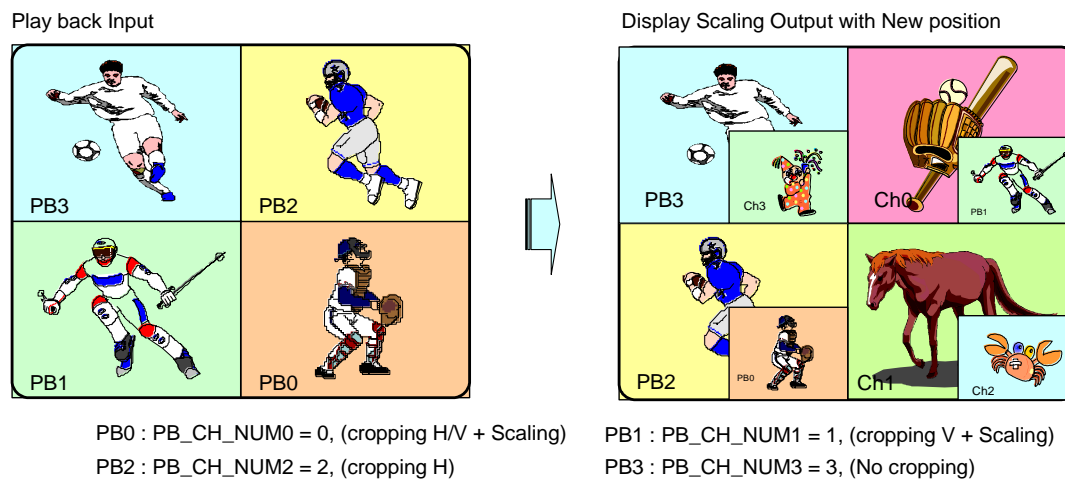 Play back Input
Display Scaling Output with New position
PB3
PB2
PB1
PB0
PB3
Ch3
Ch0
PB1
PB2
PB0
Ch1
Ch2
PB0 : PB_CH_NUM0 = 0, (cropping H/V + Scaling)
PB1 : PB_CH_NUM1 = 1, (cropping V + Scaling)
PB2 : PB_CH_NUM2 = 2, (cropping H)
PB3 : PB_CH_NUM3 = 3, (No cropping)